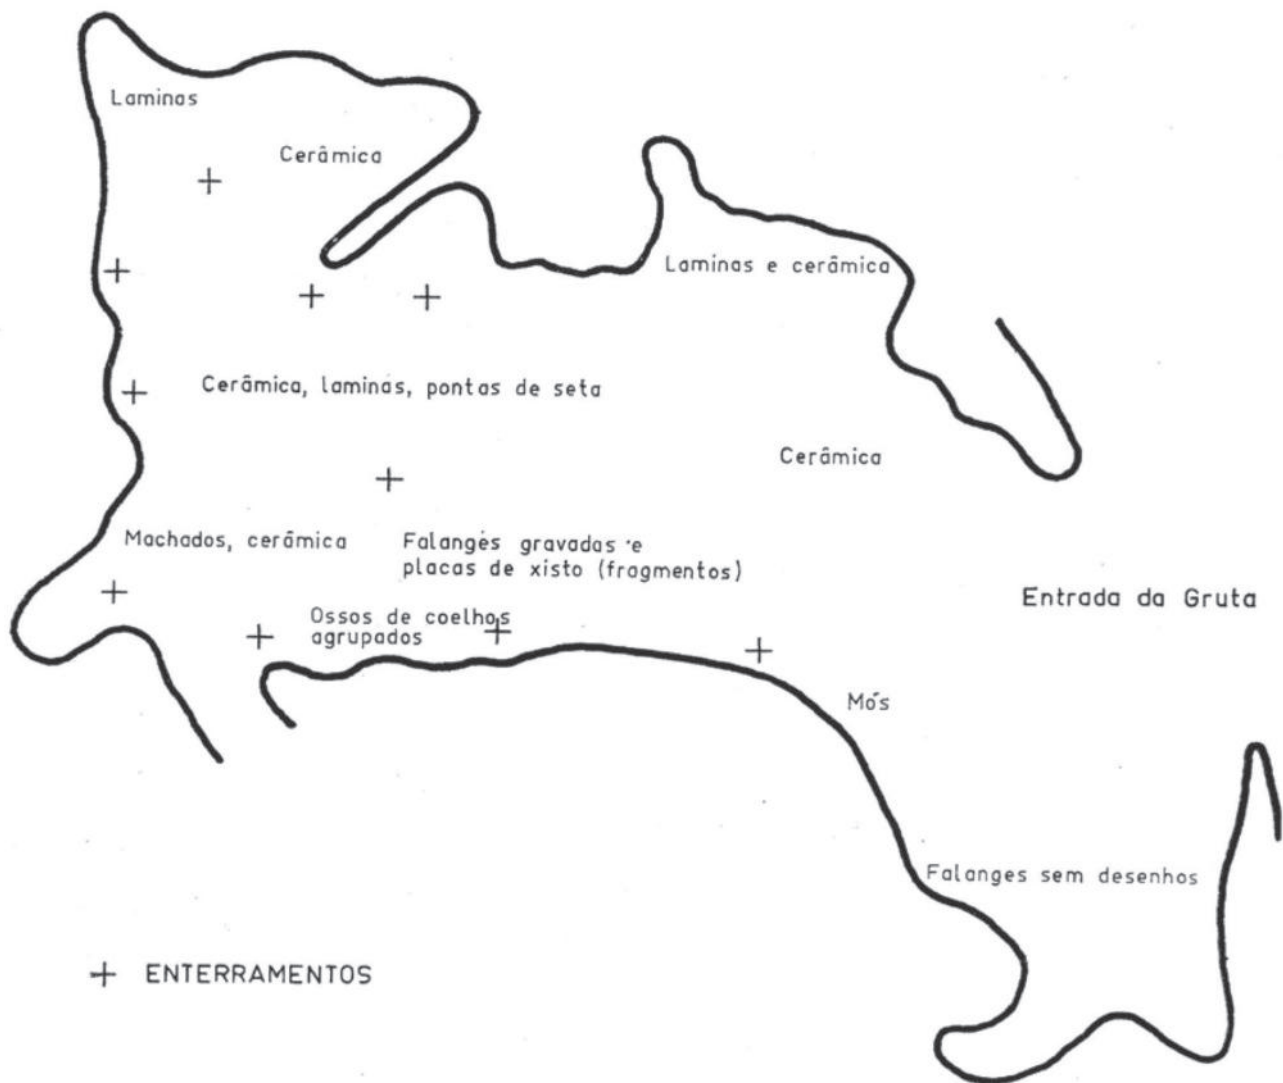 Laminas
Cerâmica
Laminas e cerâmica
Cerâmica, laminas, pontas de seta
Cerâmica
Machados, cerâmica
Falanges gravadas e
placas de xisto (fragmentos)
Entrada da Gruta
Ossos de coelhos
agrupados
Mós
Falanges sem desenhos
+ ENTERRAMENTOS